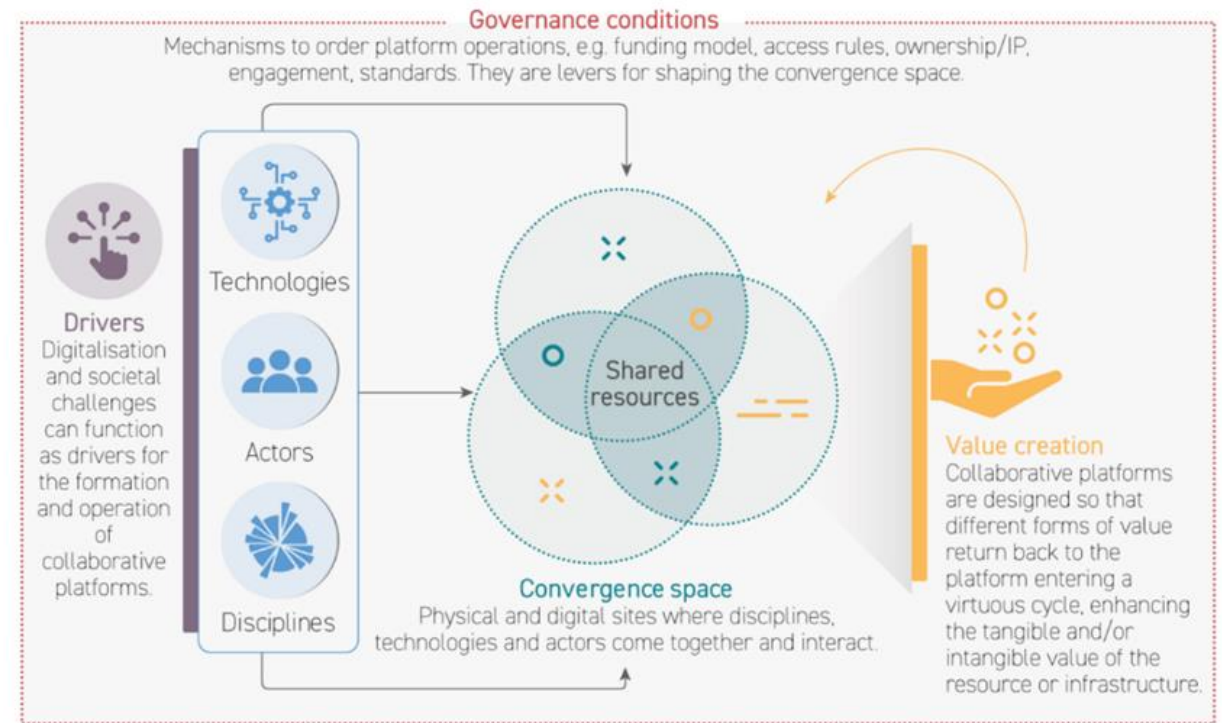 Governance conditions
Mechanisms to order platform operations, e.g. funding model, access rules, ownership/IP,
engagement, standards. They are levers for shaping the convergence space.
Drivers
Digitalisation
and societal
challenges
can function
as drivers for
the formation
and operation
of
collaborative
platforms.
Technologies
Actors
Disciplines
Shared
resources
Convergence space
Physical and digital sites where disciplines,
technologies and actors come together and interact.
Value creation
Collaborative platforms
are designed so that
different forms of value
return back to the
platform entering a
virtuous cycle, enhancing
the tangible and/or
intangible value of the
resource or infrastructure.